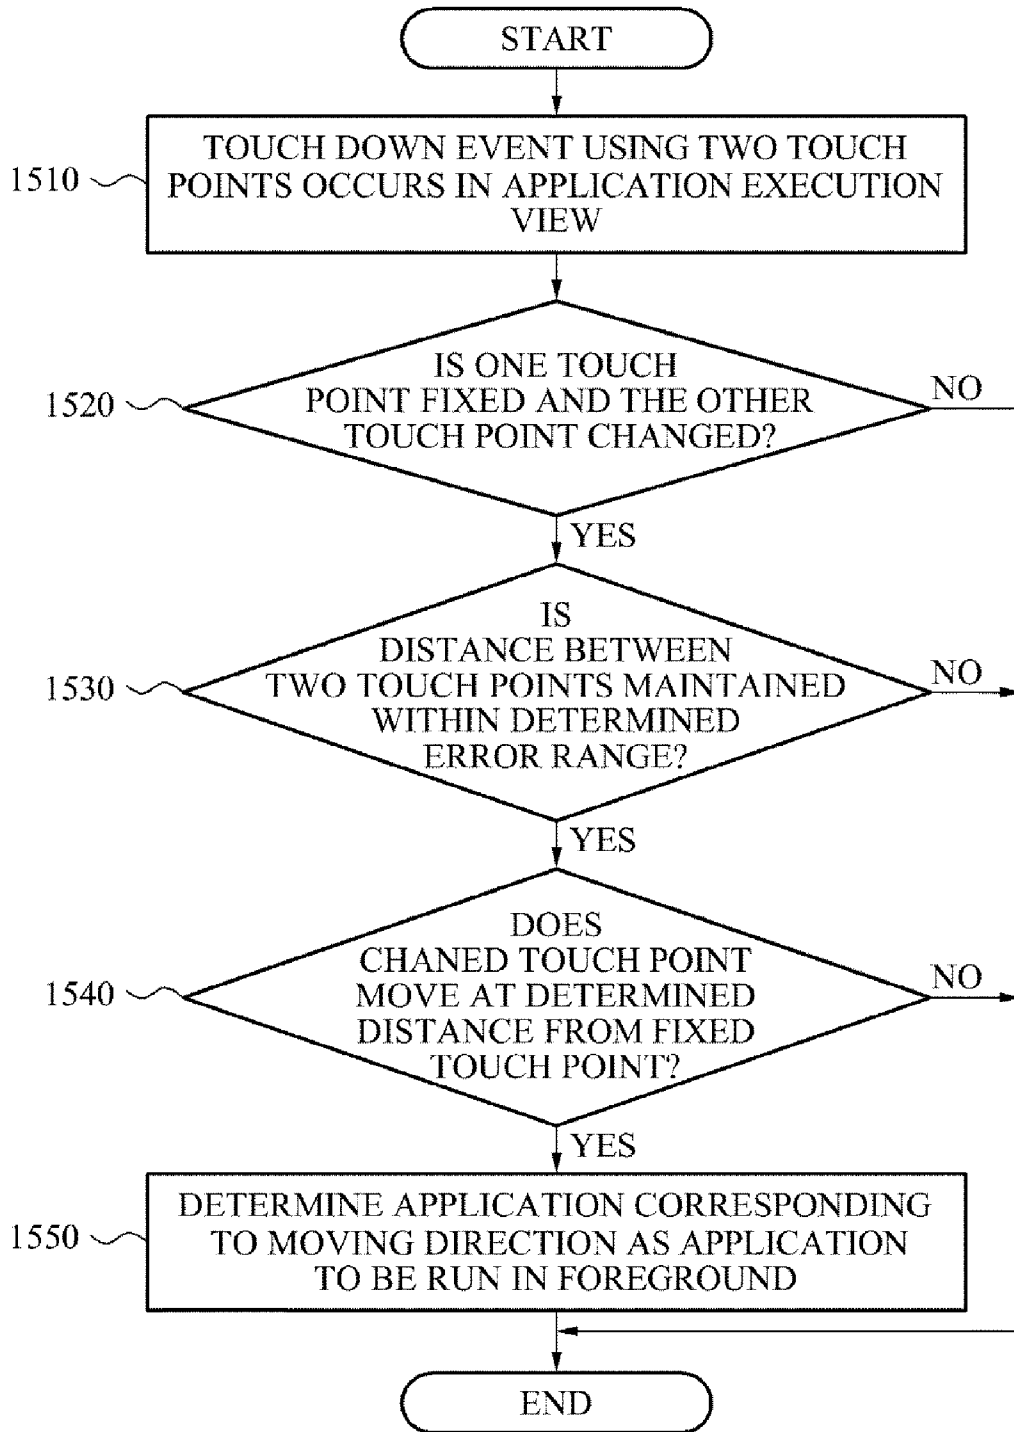 START
1510
TOUCH DOWN EVENT USING TWO TOUCH
POINTS OCCURS IN APPLICATION EXECUTION
VIEW
1520
IS ONE TOUCH
POINT FIXED AND THE OTHER
TOUCH POINT CHANGED?
NO
YES
1530
IS
DISTANCE BETWEEN
TWO TOUCH POINTS MAINTAINED
WITHIN DETERMINED
ERROR RANGE?
NO
YES
1540
DOES
CHANED TOUCH POINT
MOVE AT DETERMINED
DISTANCE FROM FIXED
TOUCH POINT?
NO
YES
1550
DETERMINE APPLICATION CORRESPONDING
TO MOVING DIRECTION AS APPLICATION
TO BE RUN IN FOREGROUND
END